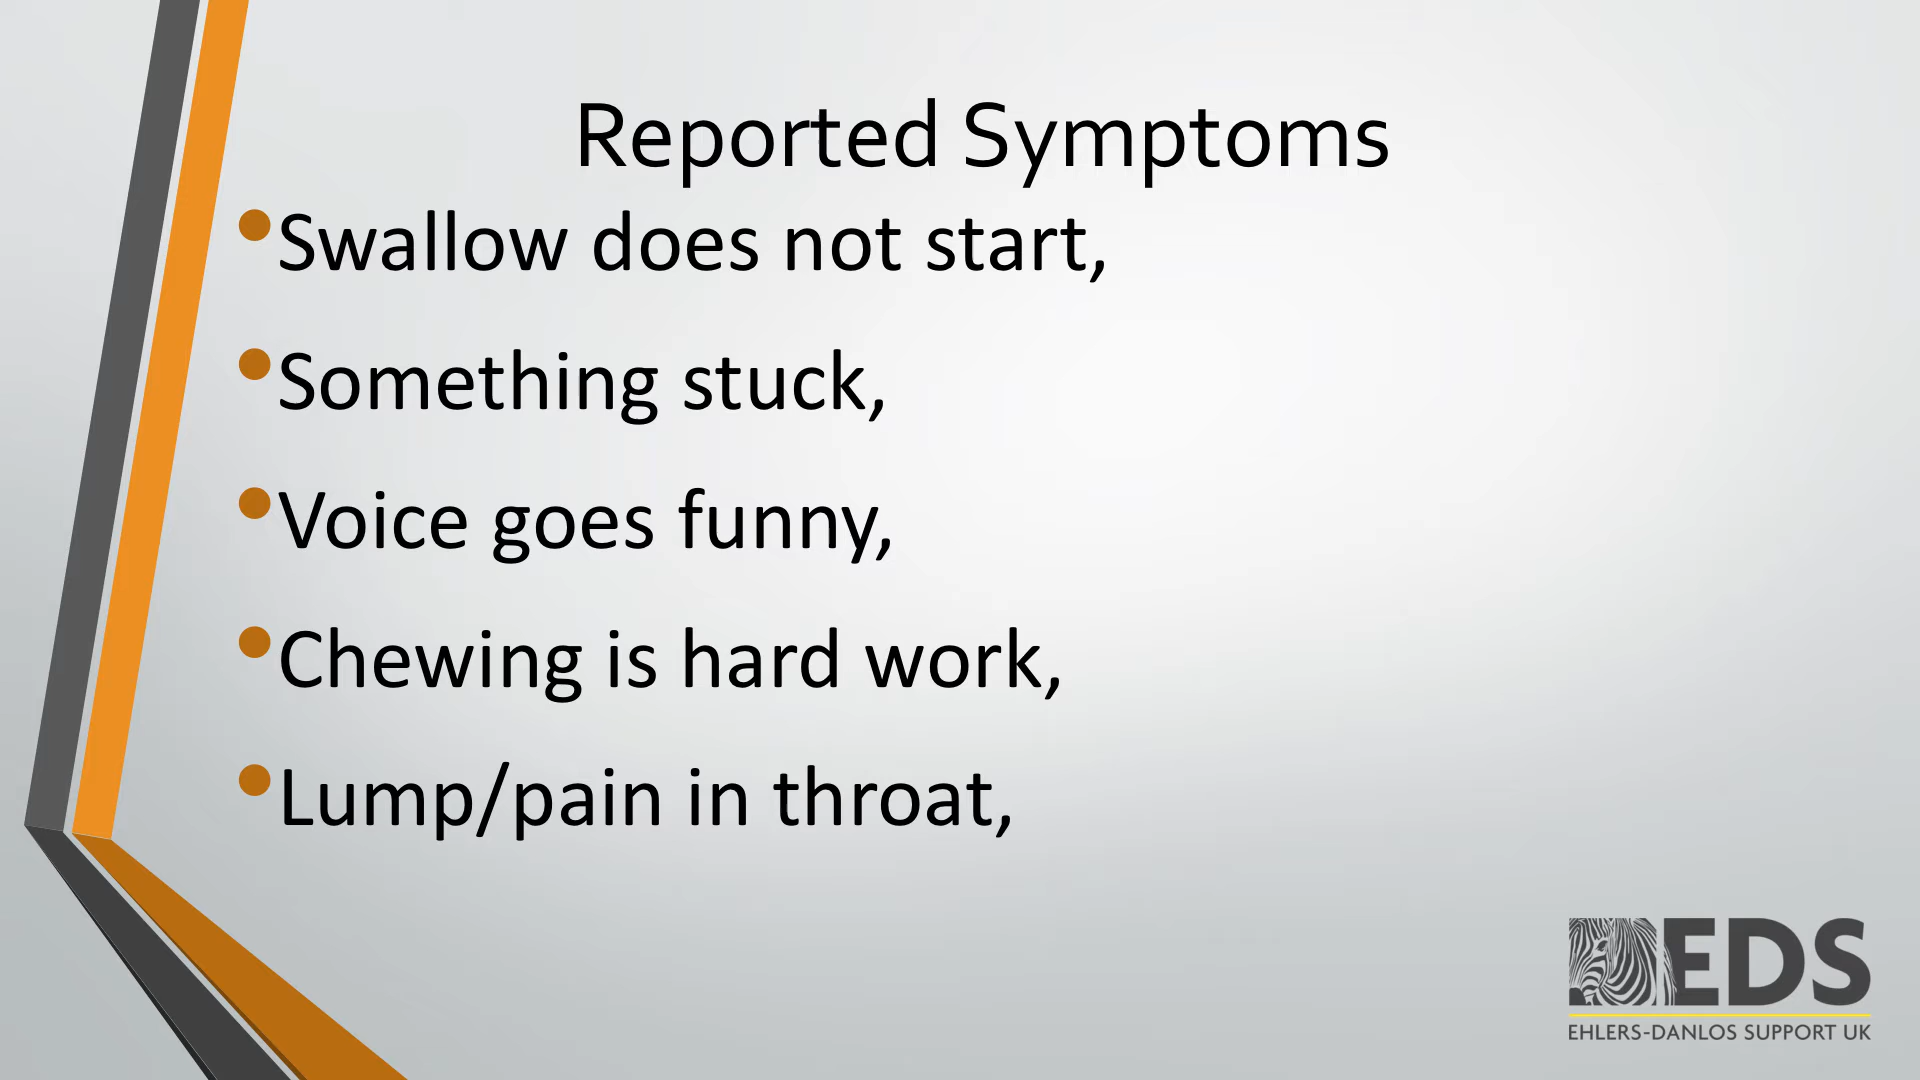 Reported Symptoms
•Swallow does not start,
•Something stuck,
•Voice goes funny,
•Chewing is hard work,
•Lump/pain in throat,
EDS
EHLERS-DANLOS SUPPORT UK